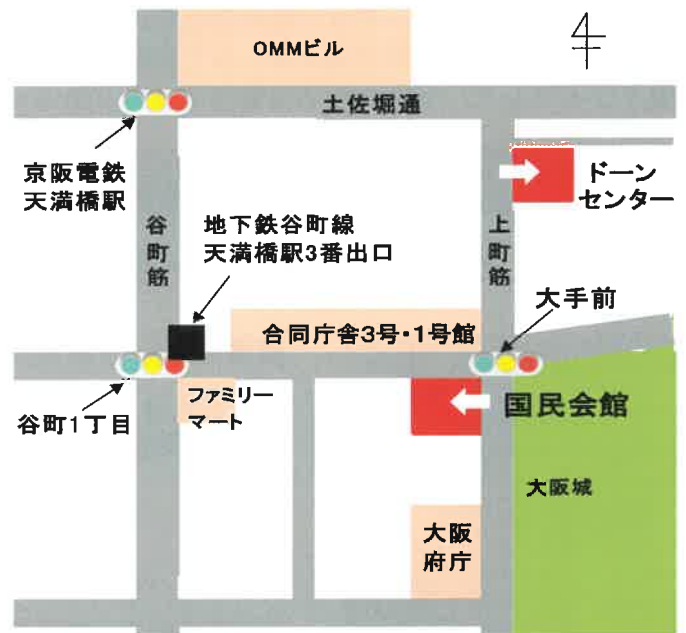 OMMビル
土佐堀通
京阪電鉄
天満橋駅
ドーン
センター
谷町筋
地下鉄谷町線
天満橋駅3番出口
上町筋
大手前
合同庁舎3号・1号館
谷町1丁目
ファミリー
マート
国民会館
大阪城
大阪
府庁